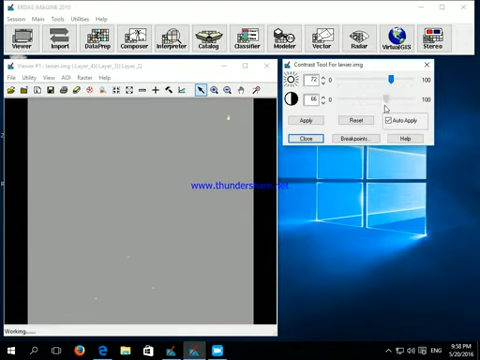 ERDAS IMAGINE 2010
Session Main Tools Utilities Help
Viewer Import DataPrep Composer Interpreter Catalog Classifier Modeler Vector Radar VirtualGIS Stereo
Viewer #1 : lanier.img (:Layer_4)(:Layer_3)(:Layer_2)
File Utility View AOI Raster Help
Contrast Tool For lanier.img
72 0 100
66 0 100
Apply Reset Auto Apply
Close Breakpoints... Help
www.thundershare.net
Working......
ENG
9:58 PM
5/20/2016